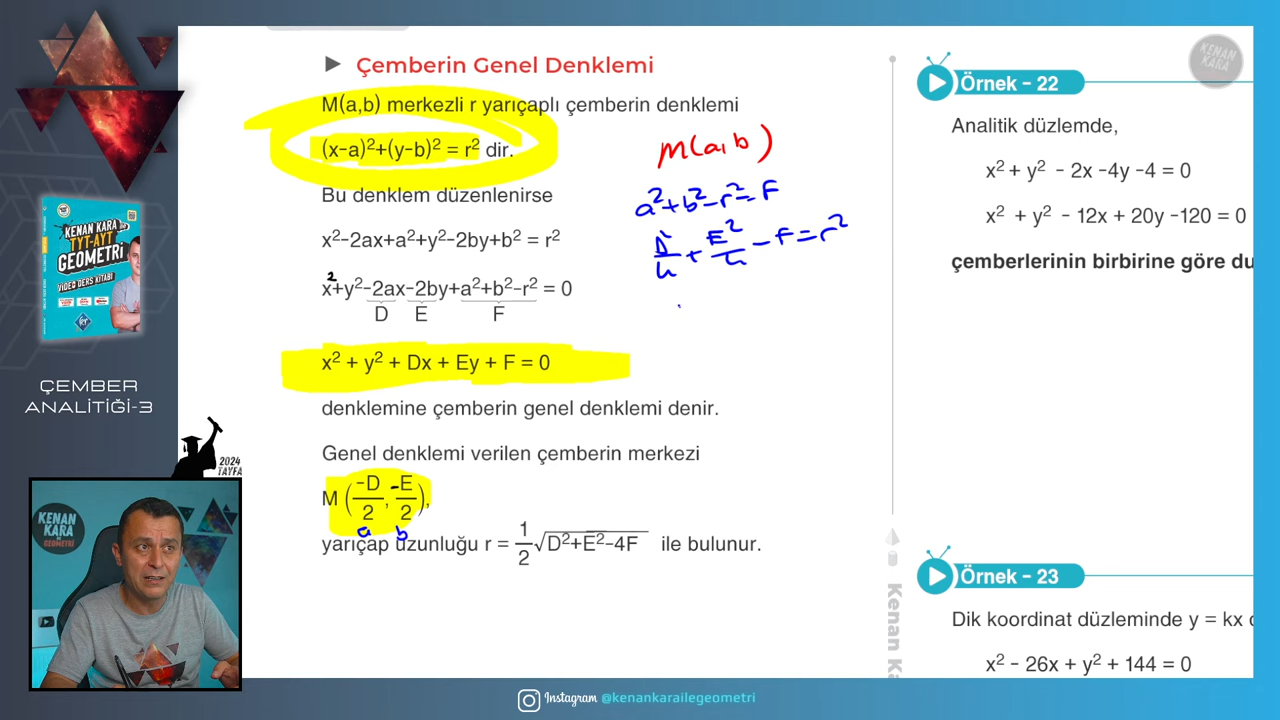 KENAN KARA
TYT-AYT
GEOMETRİ
VİDEO DERS KİTABI
ÇEMBER
ANALİTİĞİ-3
2024
TAYFA
KENAN
KARA
GEOMETRİ
Çemberin Genel Denklemi
M(a,b) merkezli r yarıçaplı çemberin denklemi
(x-a)²+(y-b)² = r² dir.
Bu denklem düzenlenirse
x²-2ax+a²+y²-2by+b² = r²
x²+y²-2ax-2by+a²+b²-r² = 0
D E F
x² + y² + Dx + Ey + F = 0
denklemine çemberin genel denklemi denir.
Genel denklemi verilen çemberin merkezi
M (-D/2, -E/2),
a b
yarıçap uzunluğu r = 1/2 √D²+E²-4F ile bulunur.
M(a,b)
a²+b²-r²=F
D²/4 + E²/4 - F = r²
KENAN
KARA
Örnek - 22
Analitik düzlemde,
x² + y² - 2x -4y -4 = 0
x² + y² - 12x + 20y -120 = 0
çemberlerinin birbirine göre du
Örnek - 23
Dik koordinat düzleminde y = kx
x² - 26x + y² + 144 = 0
Kenan Ka
Instagram @kenankarailegeometri